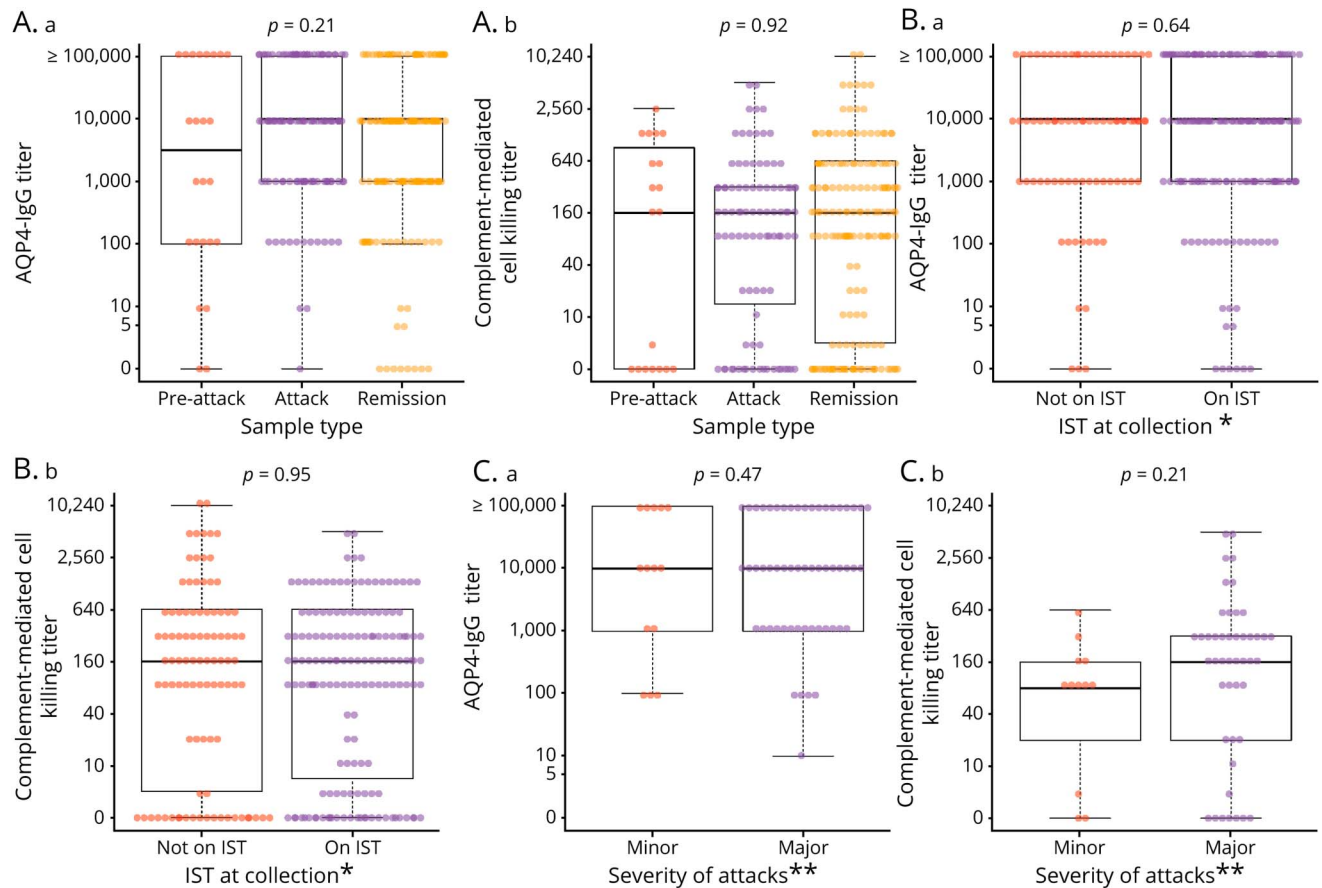 A. a
p = 0.21
≥ 100,000
10,000
1,000
100
10
5
0
AQP4-IgG titer
Pre-attack
Attack
Remission
Sample type
A. b
p = 0.92
10,240
2,560
640
160
40
10
0
Complement-mediated
cell killing titer
Pre-attack
Attack
Remission
Sample type
B. a
p = 0.64
≥ 100,000
10,000
1,000
100
10
5
0
AQP4-IgG titer
Not on IST
On IST
IST at collection *
B. b
p = 0.95
10,240
2,560
640
160
40
10
0
Complement-mediated cell
killing titer
Not on IST
On IST
IST at collection*
C. a
p = 0.47
≥ 100,000
10,000
1,000
100
10
5
0
AQP4-IgG titer
Minor
Major
Severity of attacks**
C. b
p = 0.21
10,240
2,560
640
160
40
10
0
Complement-mediated cell
killing titer
Minor
Major
Severity of attacks**